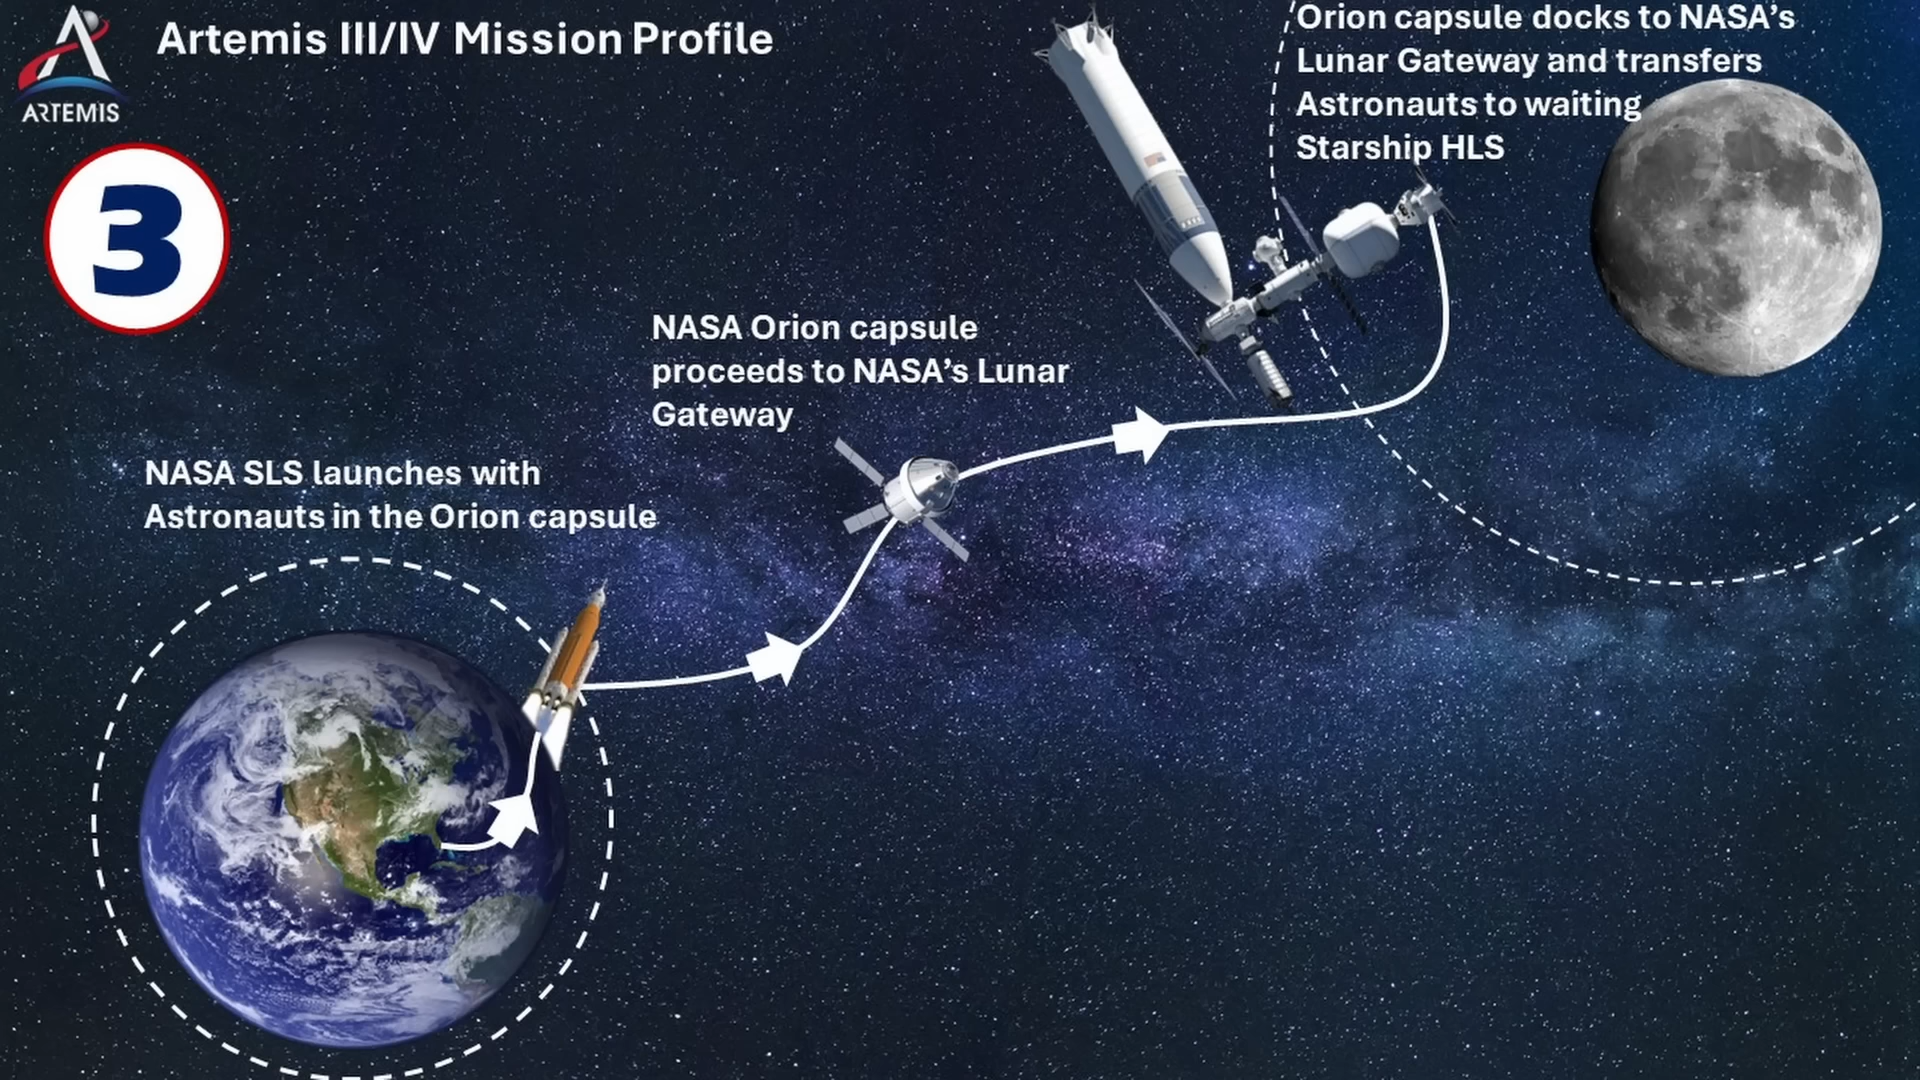 Artemis III/IV Mission Profile
ARTEMIS
3
Orion capsule docks to NASA’s
Lunar Gateway and transfers
Astronauts to waiting
Starship HLS
NASA Orion capsule
proceeds to NASA’s Lunar
Gateway
NASA SLS launches with
Astronauts in the Orion capsule